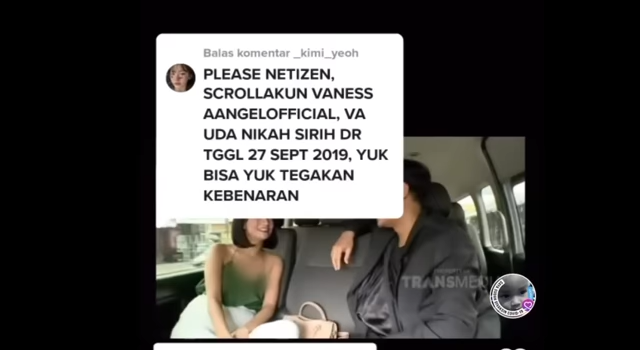 Balas komentar _kimi_yeoh
PLEASE NETIZEN,
SCROLLAKUN VANESS
AANGELOFFICIAL, VA
UDA NIKAH SIRIH DR
TGGL 27 SEPT 2019, YUK
BISA YUK TEGAKAN
KEBENARAN
TRANSMEDIA